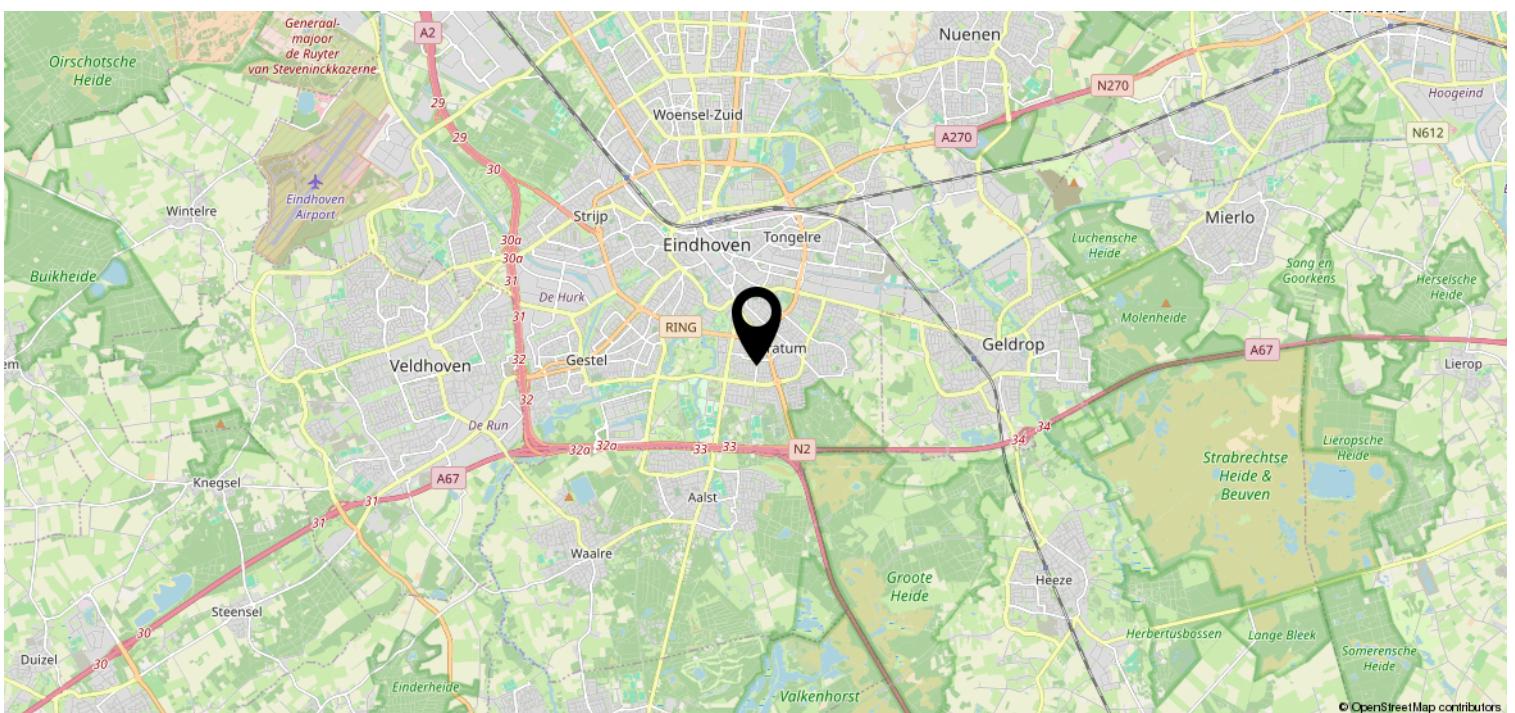 Generaal-
majoor
de Ruyter
van Steveninckkazerne
A2
Nuenen
Oirschotsche
Heide
N270
Hoogeind
29
Woensel-Zuid
29
A270
N612
30
Eindhoven
Airport
Wintelre
Strijp
Mierlo
Eindhoven
Tongelre
30a
30a
Luchensche
Heide
Buikheide
31
Sang en
Goorkens
Herselsche
Heide
De Hurk
31
RING
Molenheide
Geldrop
A67
32
Gestel
atum
Veldhoven
Lierop
32
De Run
34
34
32a
32a
33
33
N2
Lieropsche
Heide
Strabrechtse
Heide &
Beuven
A67
Knegsel
31
31
Aalst
Waalre
Groote
Heide
Heeze
Steensel
30
30
Duizel
Herbertusbossen
Lange Bleek
Somerensche
Heide
Einderheide
Valkenhorst
© OpenStreetMap contributors